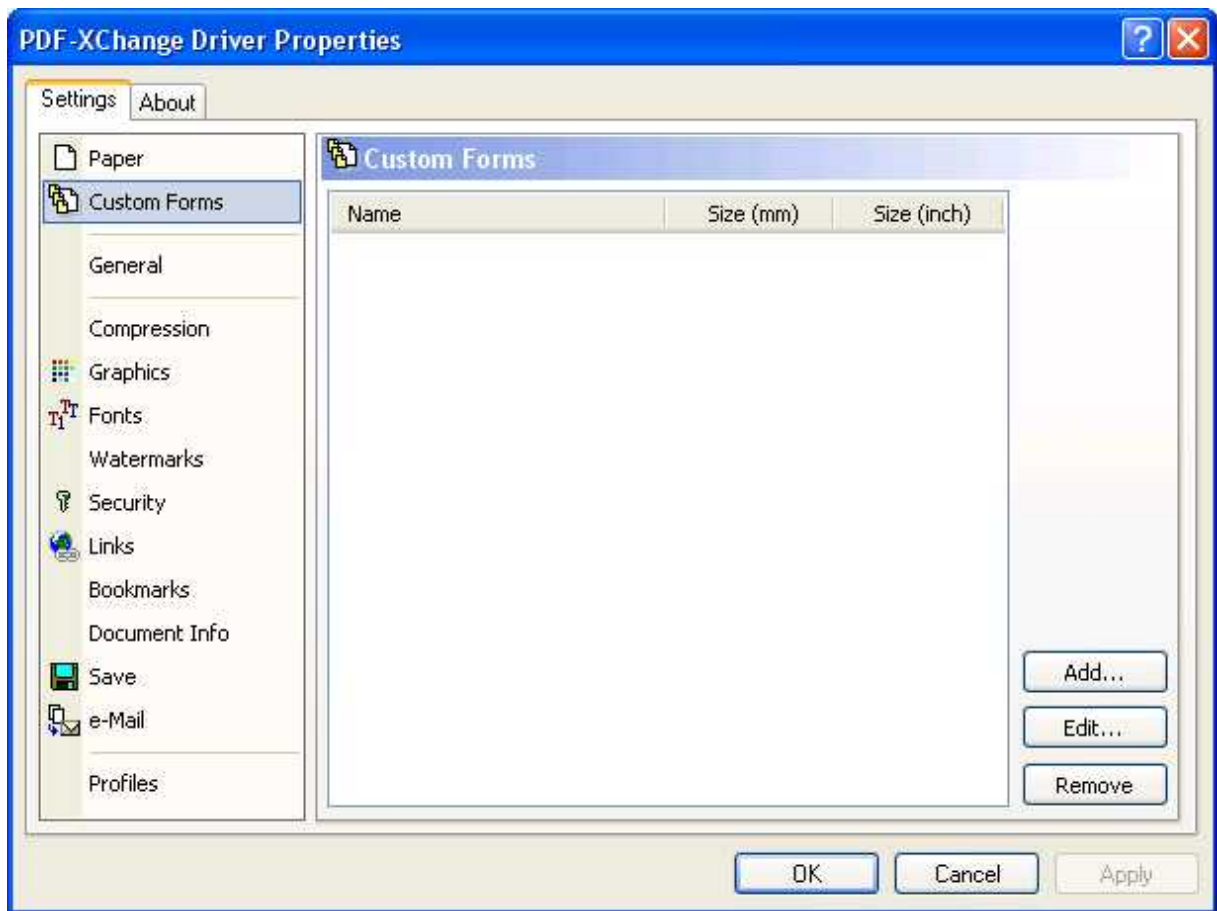 PDF-XChange Driver Properties
Settings About
Paper
Custom Forms
General
Compression
Graphics
Fonts
Watermarks
Security
Links
Bookmarks
Document Info
Save
e-Mail
Profiles
Custom Forms
Name Size (mm) Size (inch)
Add...
Edit...
Remove
OK Cancel Apply